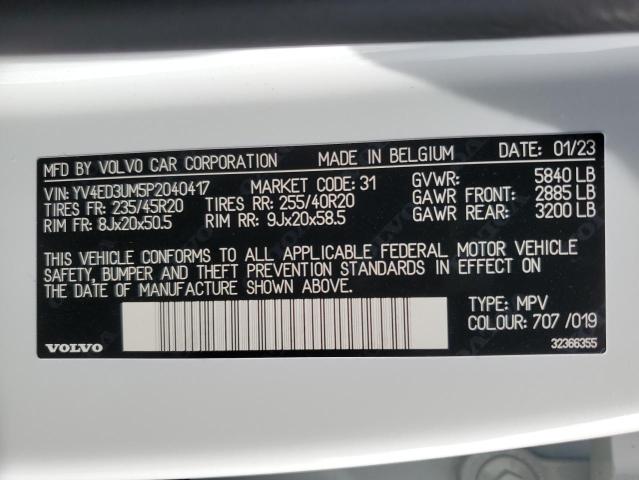 MFD BY VOLVO CAR CORPORATION MADE IN BELGIUM DATE: 01/23
VIN: YV4ED3UM5P2040417 MARKET CODE: 31 GVWR: 5840 LB
TIRES FR: 235/45R20 TIRES RR: 255/40R20 GAWR FRONT: 2885 LB
RIM FR: 8Jx20x50.5 RIM RR: 9Jx20x58.5 GAWR REAR: 3200 LB
THIS VEHICLE CONFORMS TO ALL APPLICABLE FEDERAL MOTOR VEHICLE
SAFETY, BUMPER AND THEFT PREVENTION STANDARDS IN EFFECT ON
THE DATE OF MANUFACTURE SHOWN ABOVE.
TYPE: MPV
COLOUR: 707 /019
VOLVO
32366355